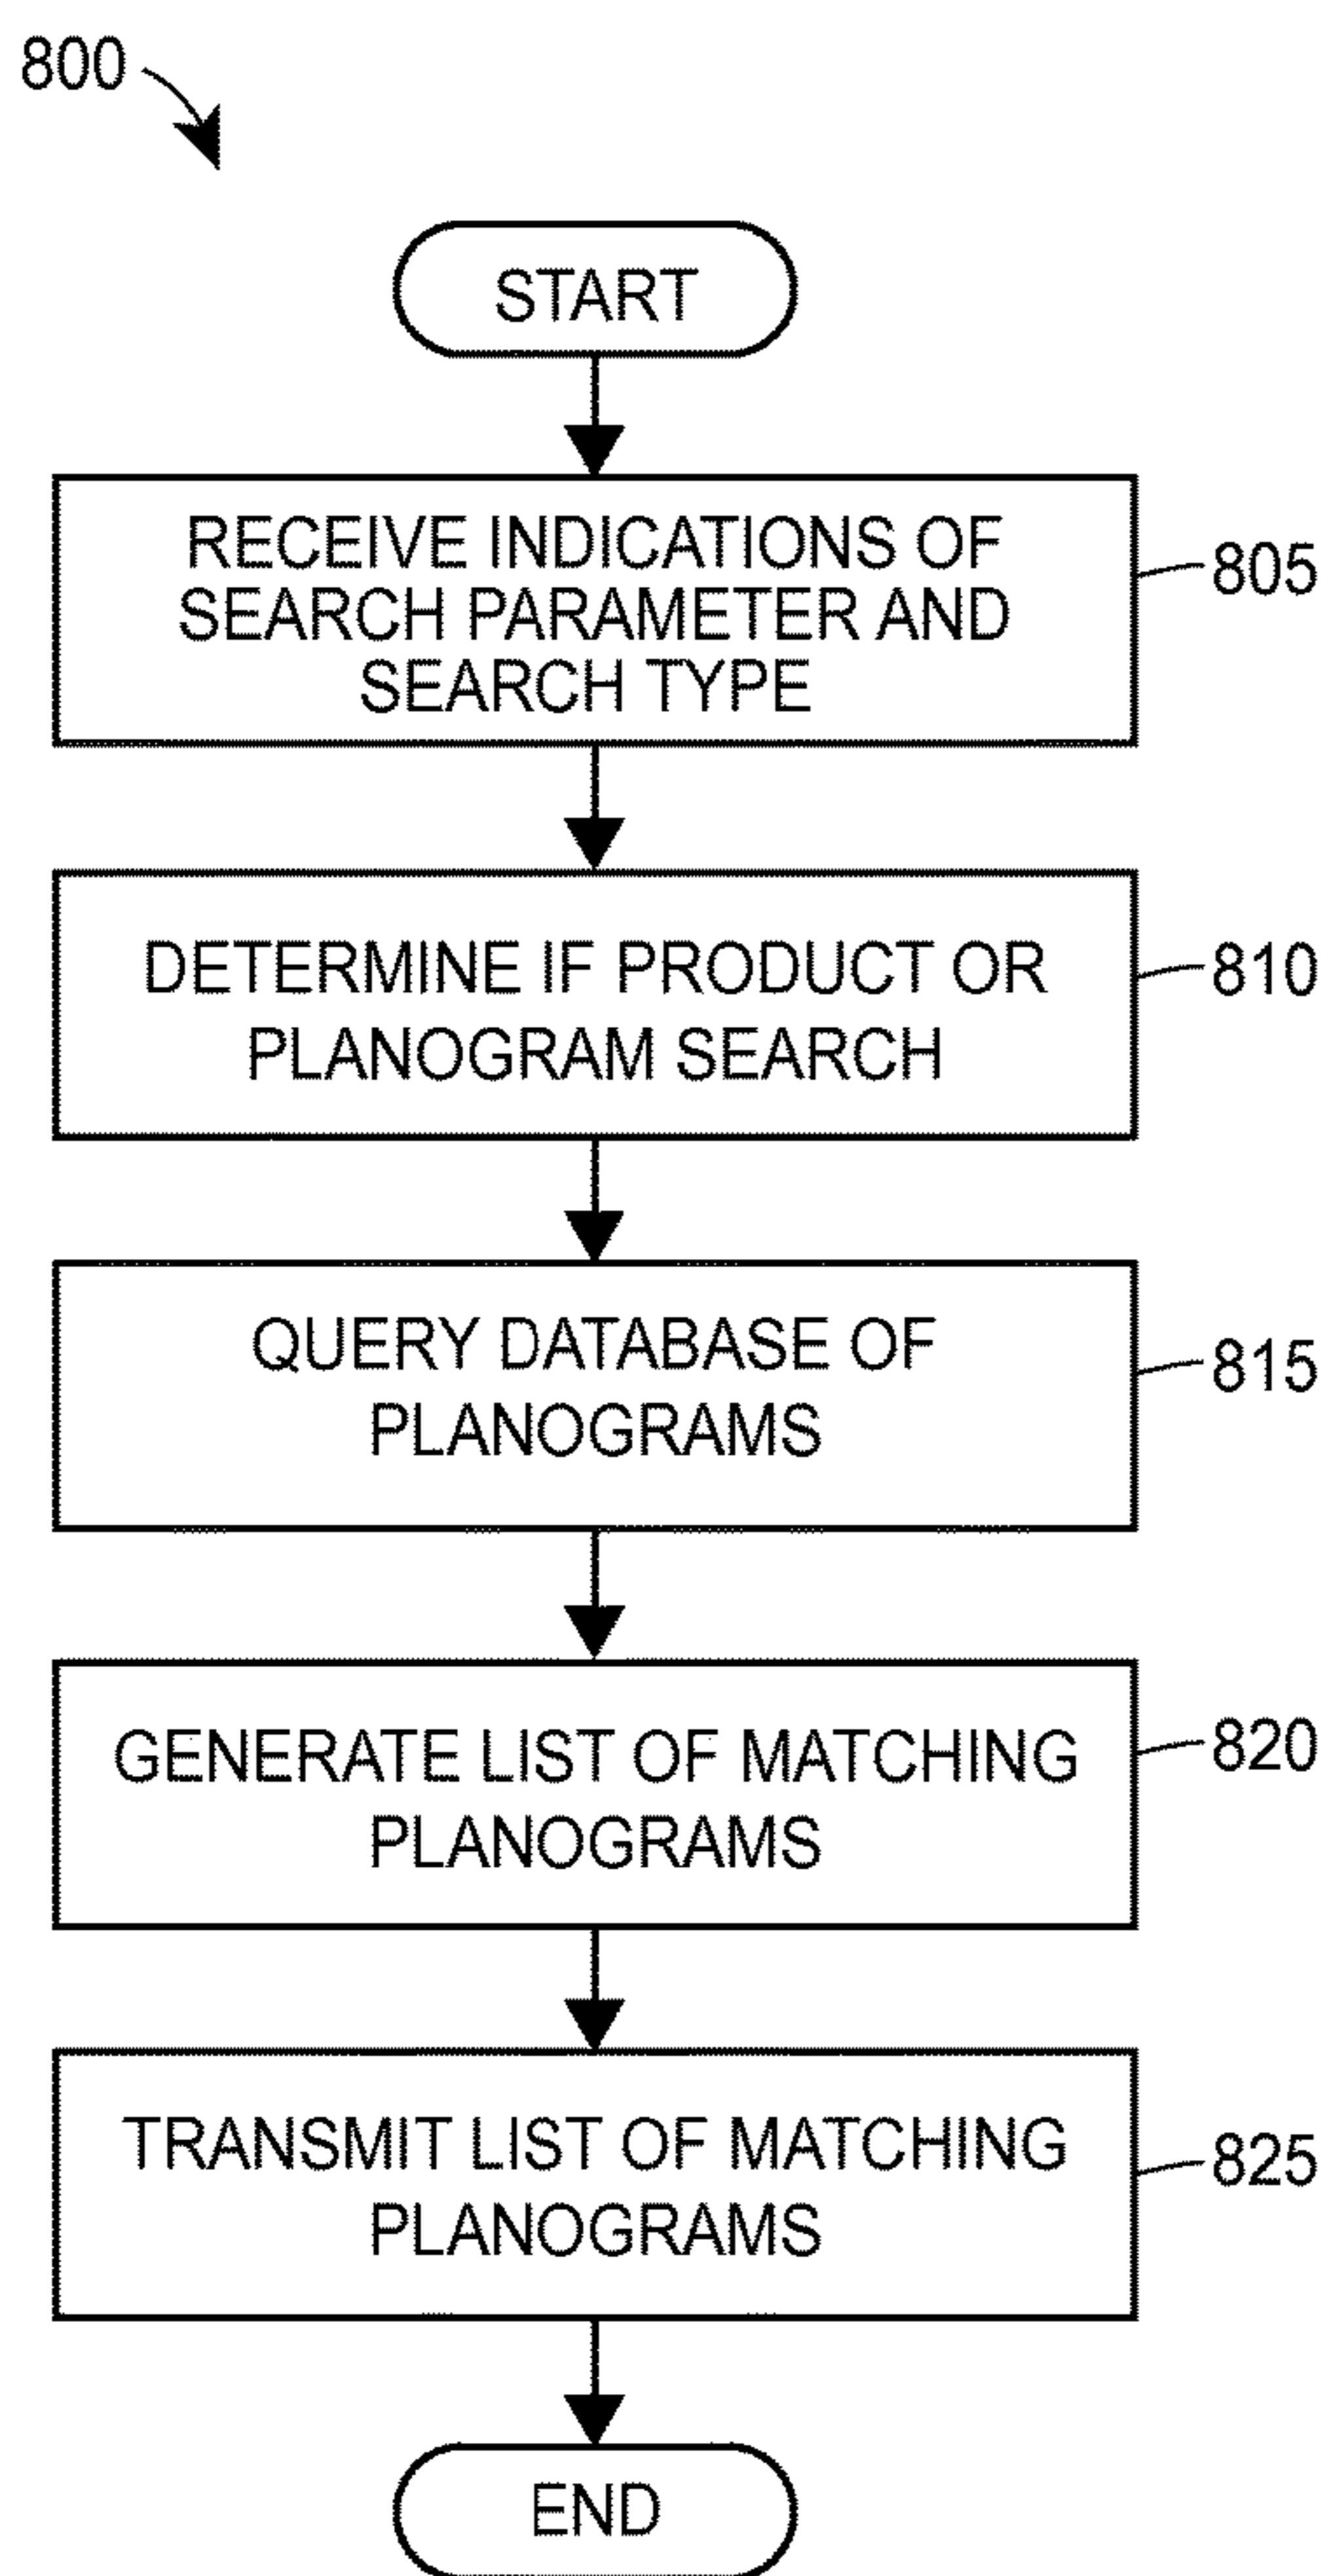 800
START
RECEIVE INDICATIONS OF
SEARCH PARAMETER AND
SEARCH TYPE
805
DETERMINE IF PRODUCT OR
PLANOGRAM SEARCH
810
QUERY DATABASE OF
PLANOGRAMS
815
GENERATE LIST OF MATCHING
PLANOGRAMS
820
TRANSMIT LIST OF MATCHING
PLANOGRAMS
825
END